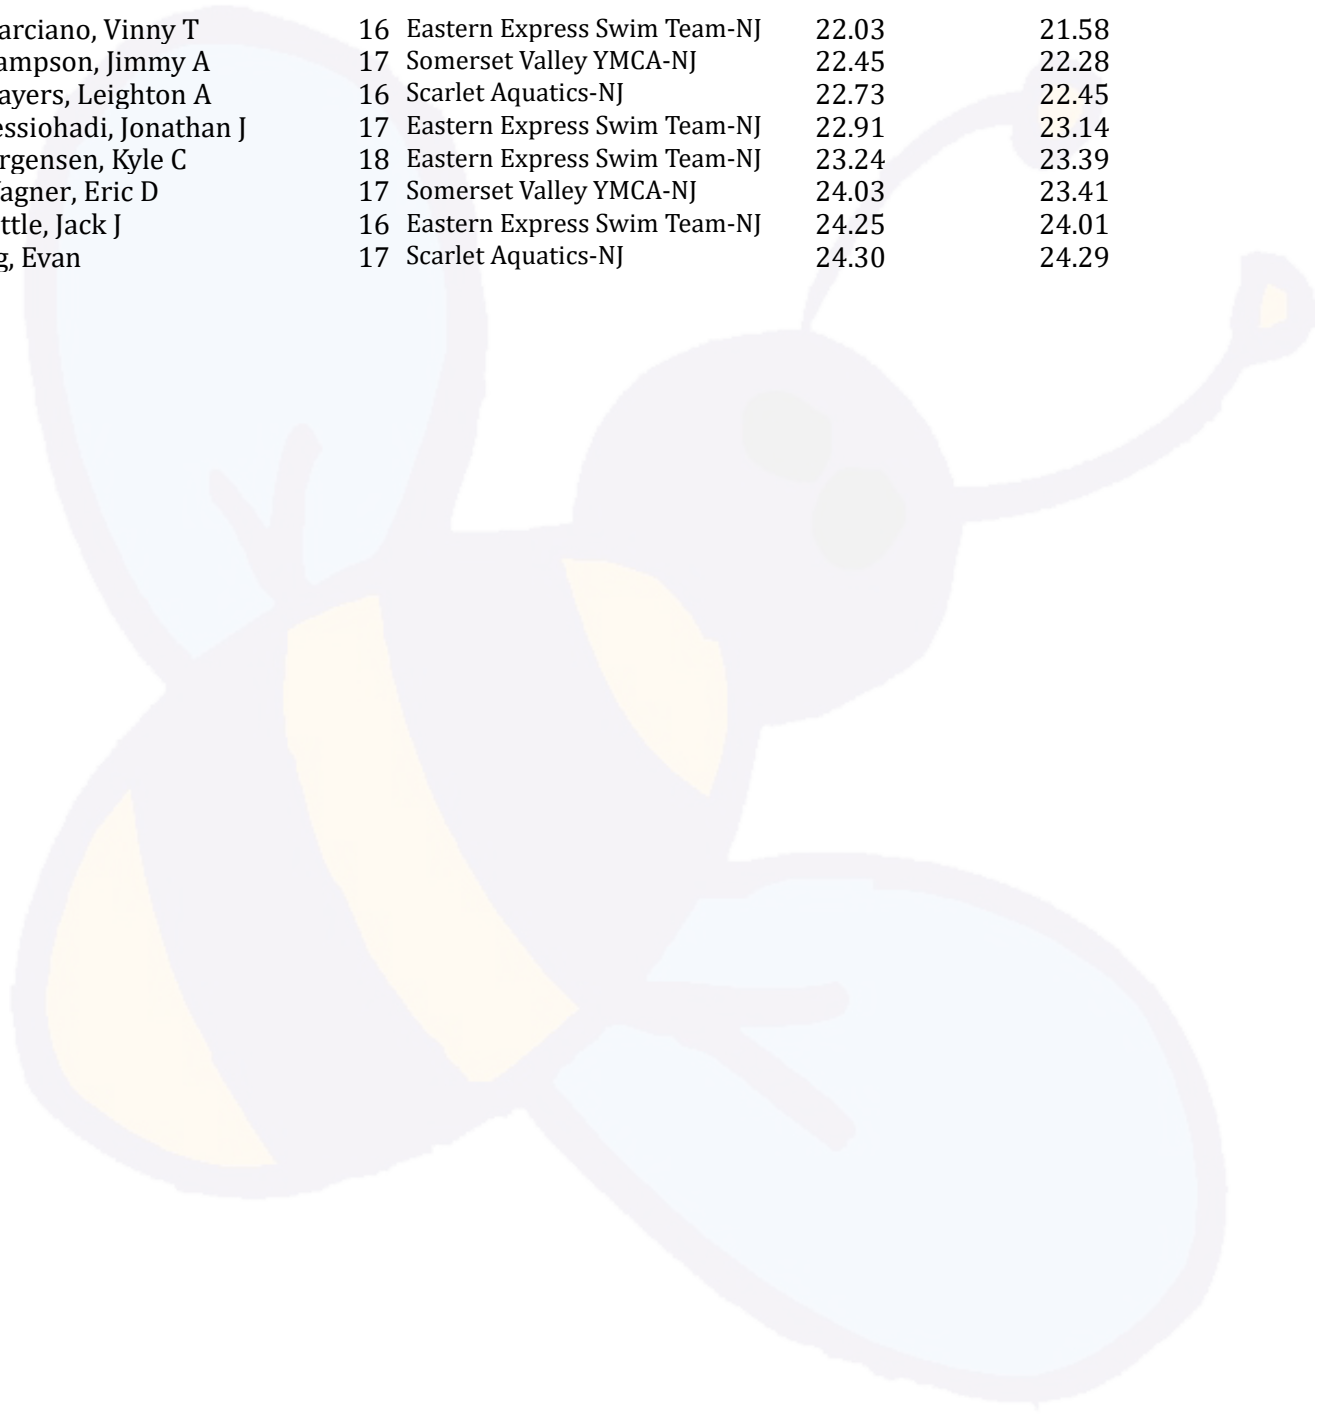 arciano, Vinny T 16 Eastern Express Swim Team-NJ 22.03 21.58
ampson, Jimmy A 17 Somerset Valley YMCA-NJ 22.45 22.28
ayers, Leighton A 16 Scarlet Aquatics-NJ 22.73 22.45
essiohadi, Jonathan J 17 Eastern Express Swim Team-NJ 22.91 23.14
rgensen, Kyle C 18 Eastern Express Swim Team-NJ 23.24 23.39
agner, Eric D 17 Somerset Valley YMCA-NJ 24.03 23.41
ttle, Jack J 16 Eastern Express Swim Team-NJ 24.25 24.01
g, Evan 17 Scarlet Aquatics-NJ 24.30 24.29